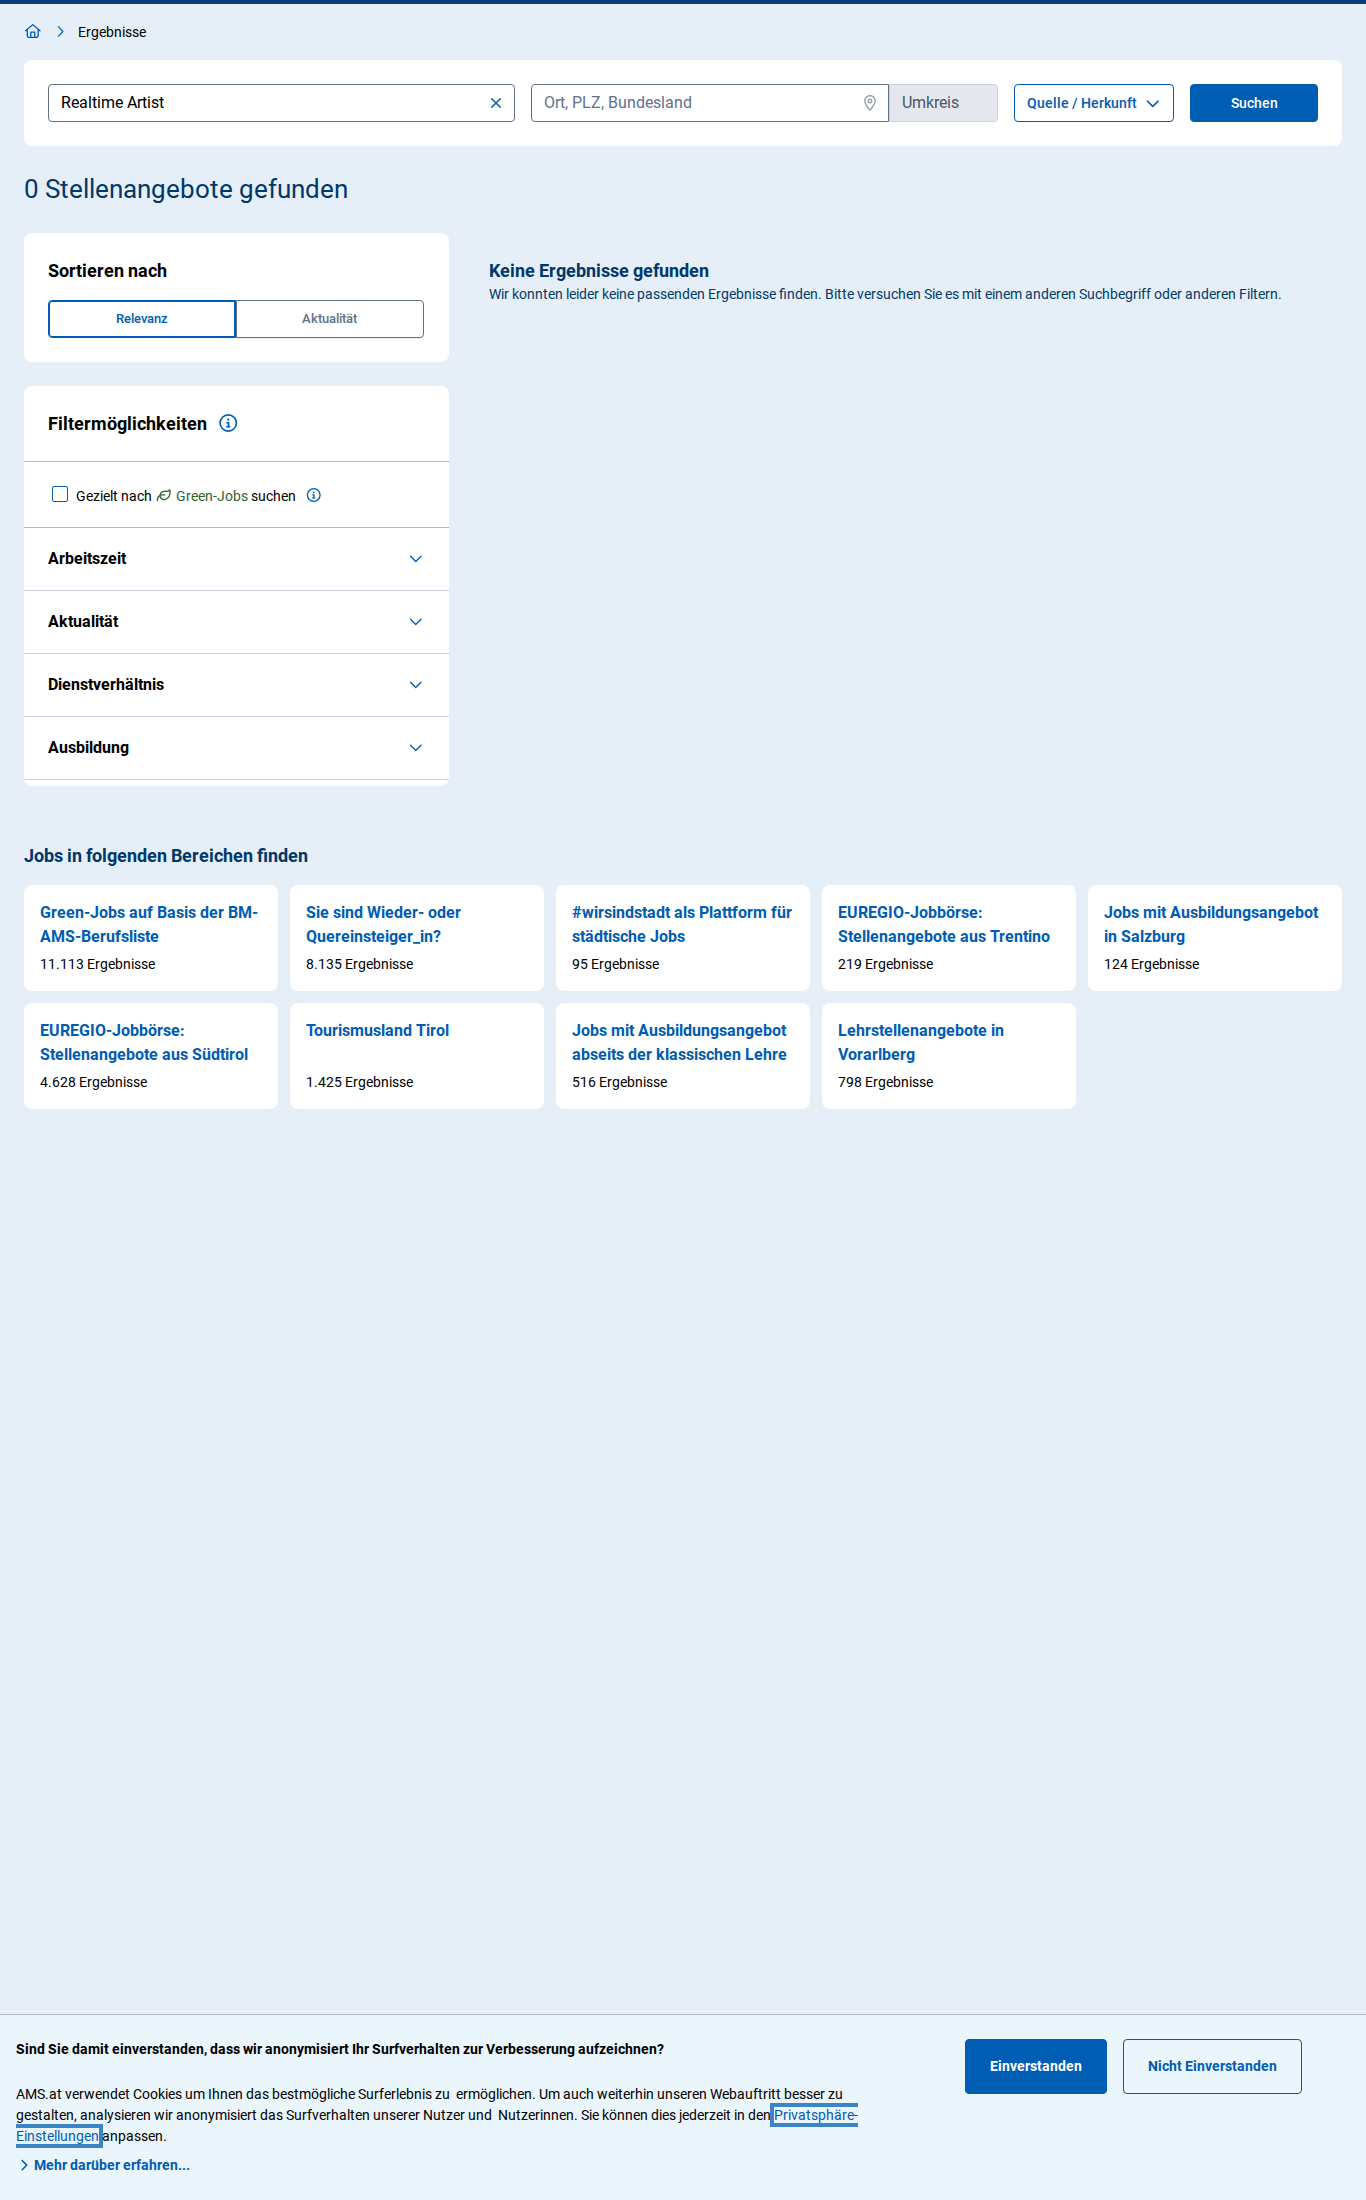 Ergebnisse
Realtime Artist
Ort, PLZ, Bundesland
Umkreis
Quelle / Herkunft
Suchen
0 Stellenangebote gefunden
Sortieren nach
Relevanz
Aktualität
Keine Ergebnisse gefunden
Wir konnten leider keine passenden Ergebnisse finden. Bitte versuchen Sie es mit einem anderen Suchbegriff oder anderen Filtern.
Filtermöglichkeiten
Gezielt nach Green-Jobs suchen
Arbeitszeit
Aktualität
Dienstverhältnis
Ausbildung
Jobs in folgenden Bereichen finden
Green-Jobs auf Basis der BM-
AMS-Berufsliste
11.113 Ergebnisse
Sie sind Wieder- oder
Quereinsteiger_in?
8.135 Ergebnisse
#wirsindstadt als Plattform für
städtische Jobs
95 Ergebnisse
EUREGIO-Jobbörse:
Stellenangebote aus Trentino
219 Ergebnisse
Jobs mit Ausbildungsangebot
in Salzburg
124 Ergebnisse
EUREGIO-Jobbörse:
Stellenangebote aus Südtirol
4.628 Ergebnisse
Tourismusland Tirol
1.425 Ergebnisse
Jobs mit Ausbildungsangebot
abseits der klassischen Lehre
516 Ergebnisse
Lehrstellenangebote in
Vorarlberg
798 Ergebnisse
Sind Sie damit einverstanden, dass wir anonymisiert Ihr Surfverhalten zur Verbesserung aufzeichnen?
AMS.at verwendet Cookies um Ihnen das bestmögliche Surferlebnis zu ermöglichen. Um auch weiterhin unseren Webauftritt besser zu
gestalten, analysieren wir anonymisiert das Surfverhalten unserer Nutzer und Nutzerinnen. Sie können dies jederzeit in den Privatsphäre-
Einstellungen anpassen.
Mehr darüber erfahren...
Einverstanden
Nicht Einverstanden